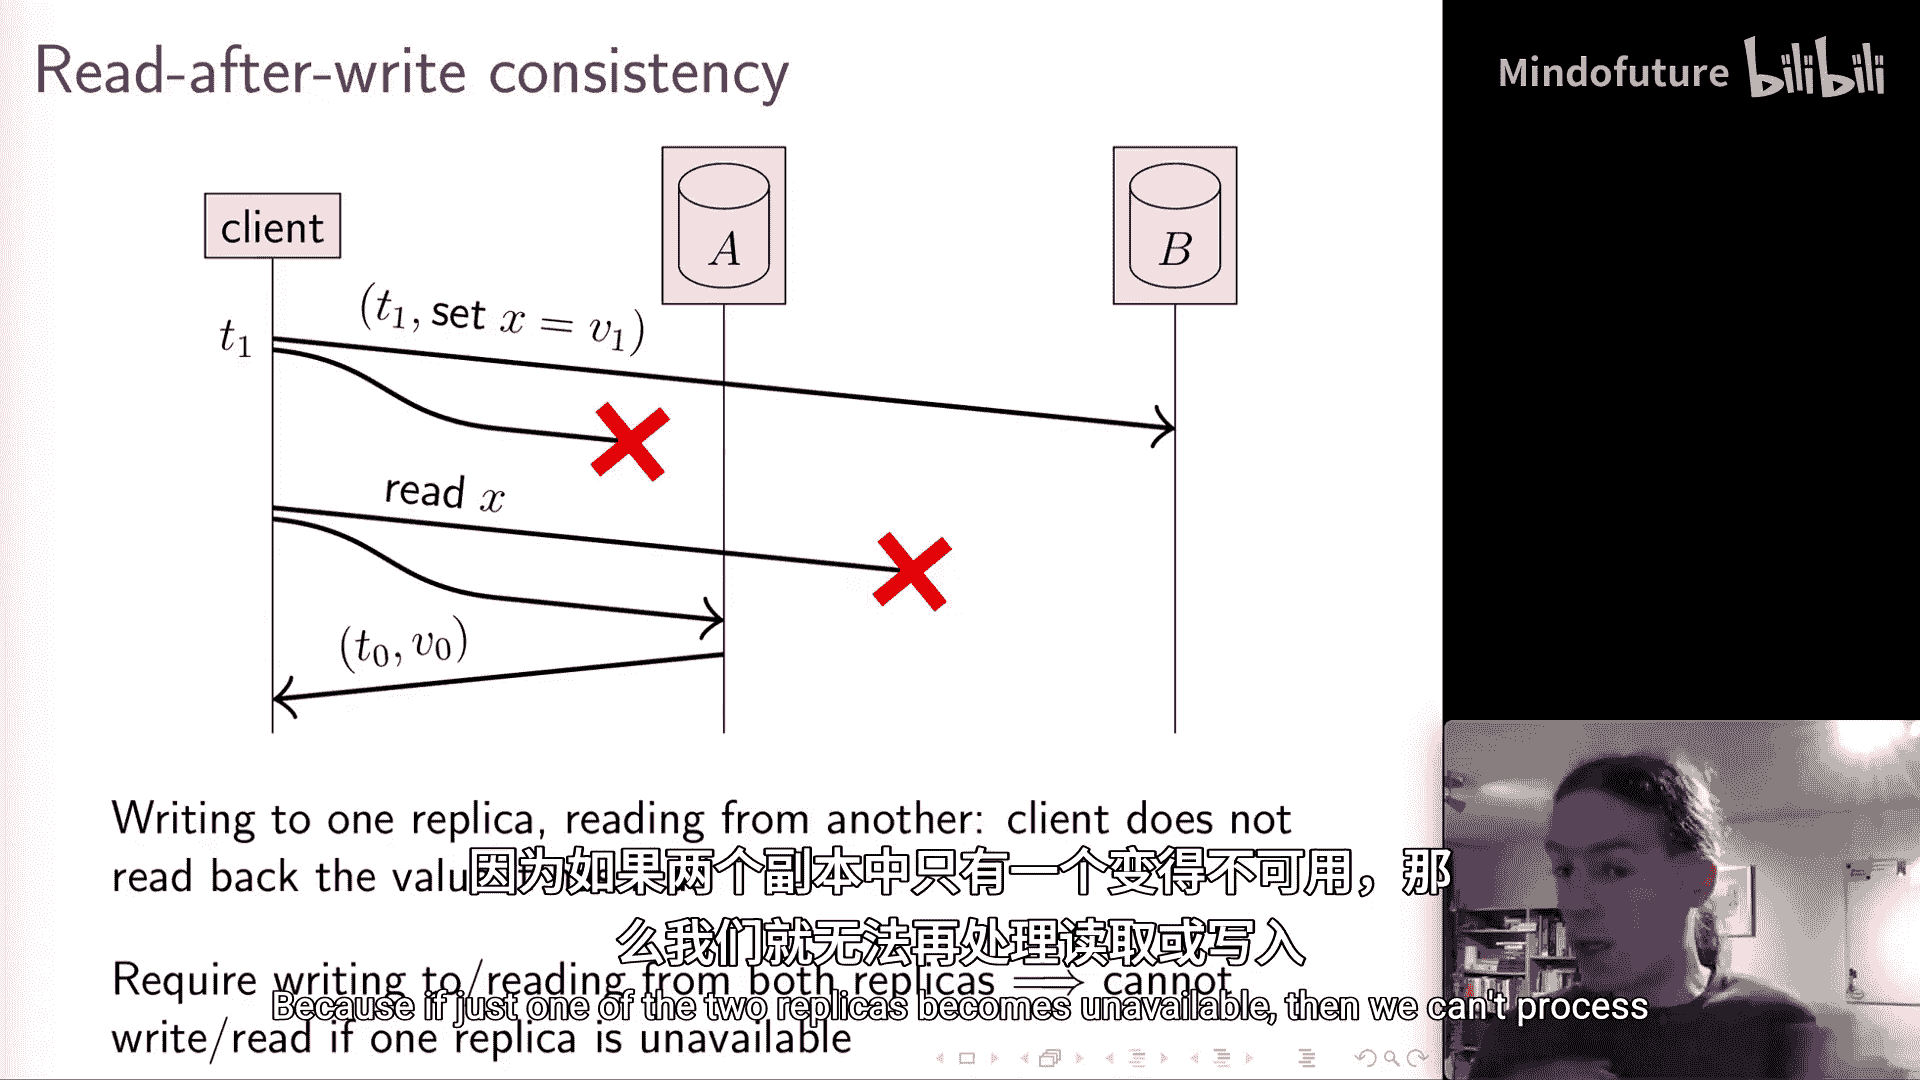 Read-after-write consistency
Mindofuture bilibili
client
A
B
t₁
(t₁, set x = v₁)
read x
(t₀, v₀)
Writing to one replica, reading from another: client does not
read back the valu
因为如果两个副本中只有一个变得不可用，那
么我们就无法再处理读取或写入
Require writing to/reading from both replicas ⟹ cannot
Because if just one of the two replicas becomes unavailable, then we can't process
write/read if one replica is unavailable